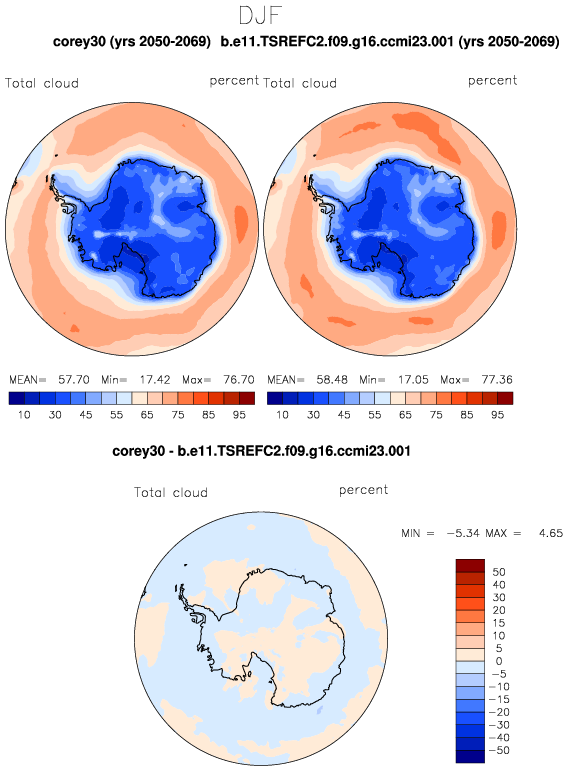 DJF
corey30 (yrs 2050-2069) b.e11.TSREFC2.f09.g16.ccmi23.001 (yrs 2050-2069)
Total cloud percent Total cloud percent
MEAN= 57.70 Min= 17.42 Max= 76.70 MEAN= 58.48 Min= 17.05 Max= 77.36
10 30 45 55 65 75 85 95 10 30 45 55 65 75 85 95
corey30 - b.e11.TSREFC2.f09.g16.ccmi23.001
Total cloud percent
MIN = -5.34 MAX = 4.65
50
40
30
20
15
10
5
0
-5
-10
-15
-20
-30
-40
-50